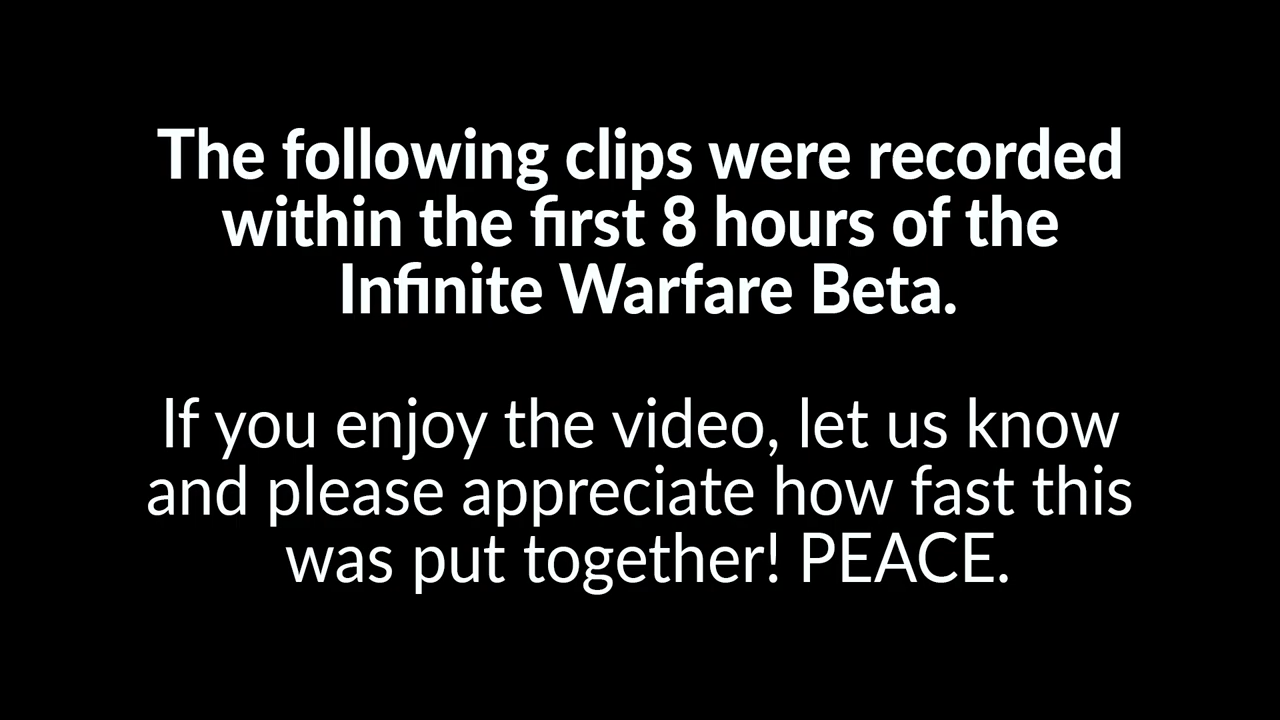 The following clips were recorded
within the first 8 hours of the
Infinite Warfare Beta.
If you enjoy the video, let us know
and please appreciate how fast this
was put together! PEACE.